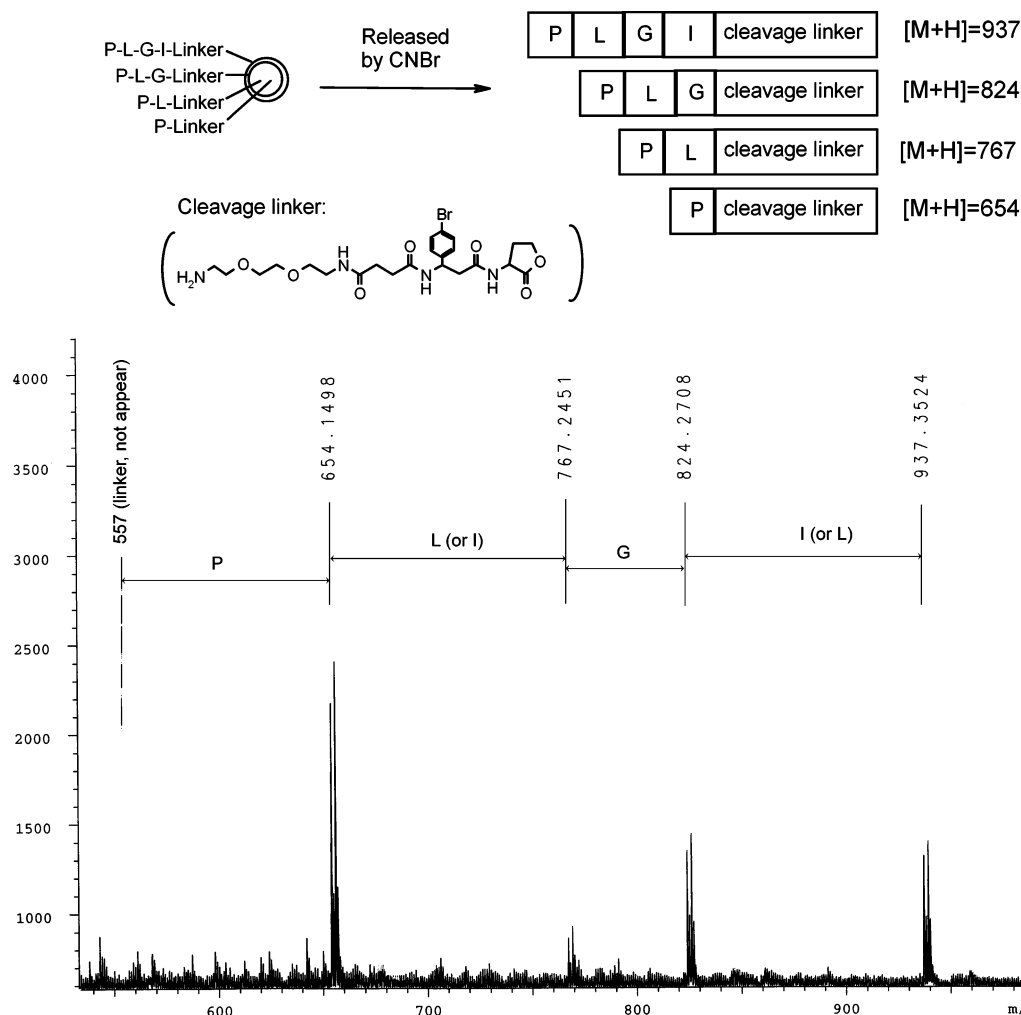 P-L-G-I-Linker
P-L-G-Linker
P-L-Linker
P-Linker
Released
by CNBr
P L G I cleavage linker [M+H]=937
P L G cleavage linker [M+H]=824
P L cleavage linker [M+H]=767
P cleavage linker [M+H]=654
Cleavage linker:
H2N O O H N O O N H Br O N H O O
557 (linker, not appear)
654.1498
767.2451
824.2708
937.3524
P
L (or I)
G
I (or L)
4000
3500
3000
2500
2000
1500
1000
600 700 800 900 m/